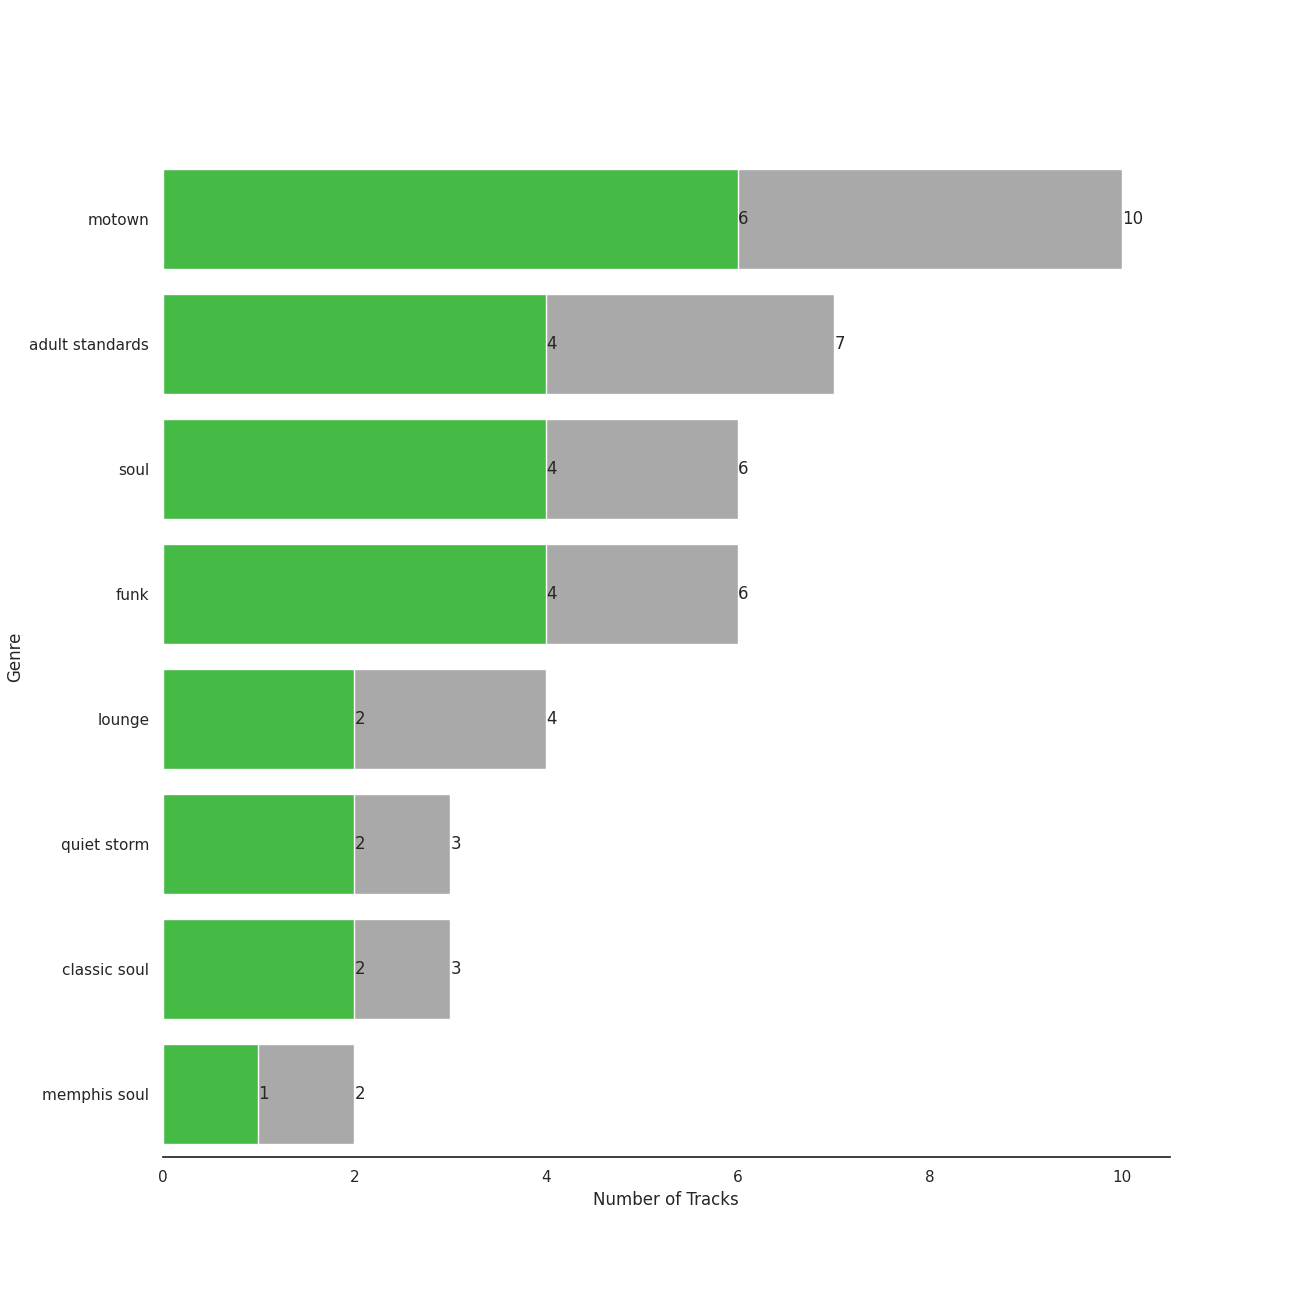 motown 6 10
adult standards 4 7
soul 4 6
funk 4 6
Genre
lounge 2 4
quiet storm 2 3
classic soul 2 3
memphis soul 1 2
0 2 4 6 8 10
Number of Tracks